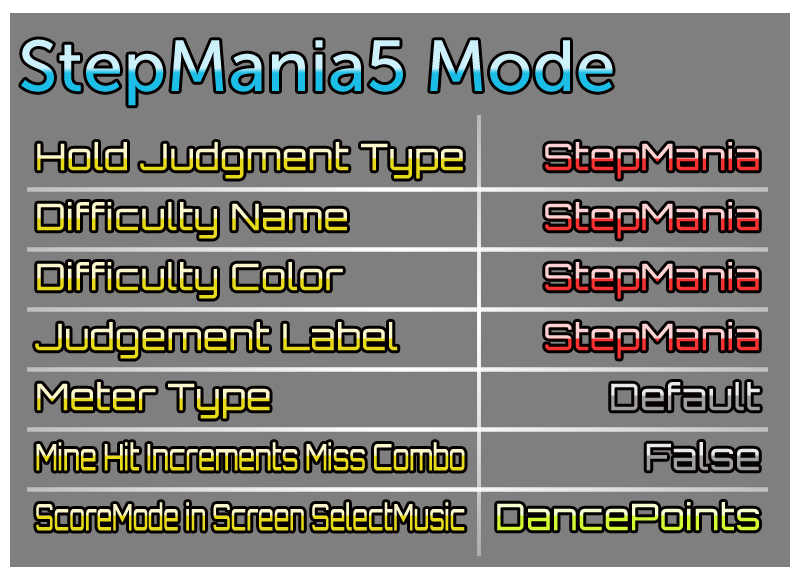 StepMania5 Mode
Hold Judgment Type StepMania
Difficulty Name StepMania
Difficulty Color StepMania
Judgement Label StepMania
Meter Type Default
Mine Hit Increments Miss Combo False
ScoreMode in Screen SelectMusic DancePoints